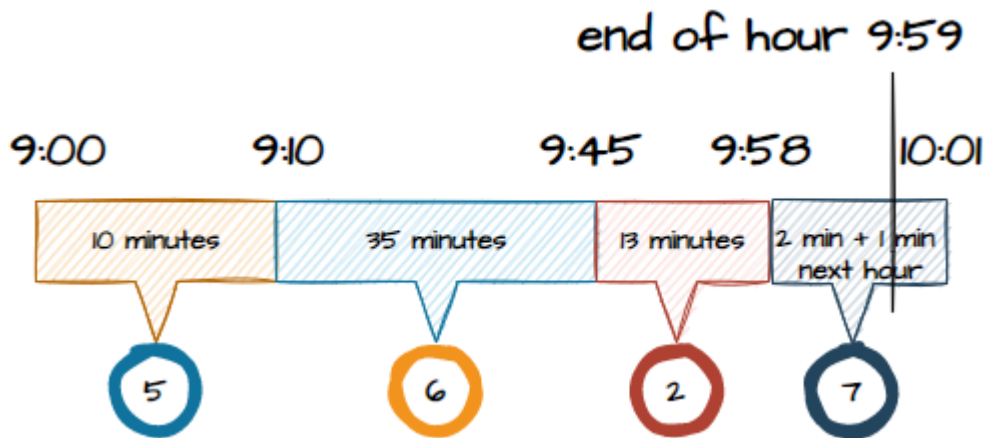 end of hour 9:59
9:00 9:10 9:45 9:58 10:01
10 minutes 35 minutes 13 minutes 2 min + 1 min
next hour
5 6 2 7